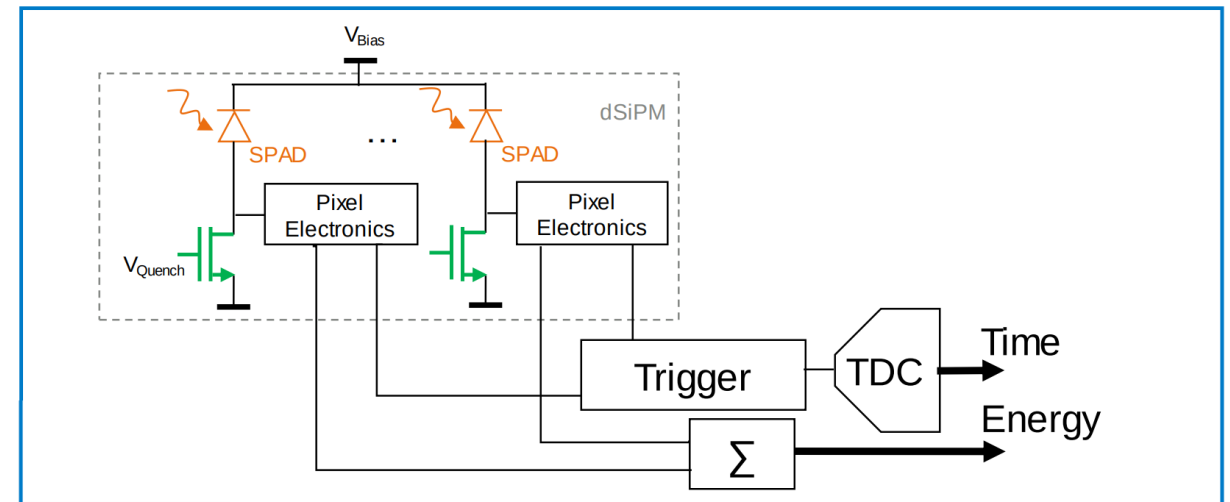 VBias
dSiPM
SPAD
...
SPAD
Pixel
Electronics
Pixel
Electronics
VQuench
Trigger
TDC
Time
Energy
Σ